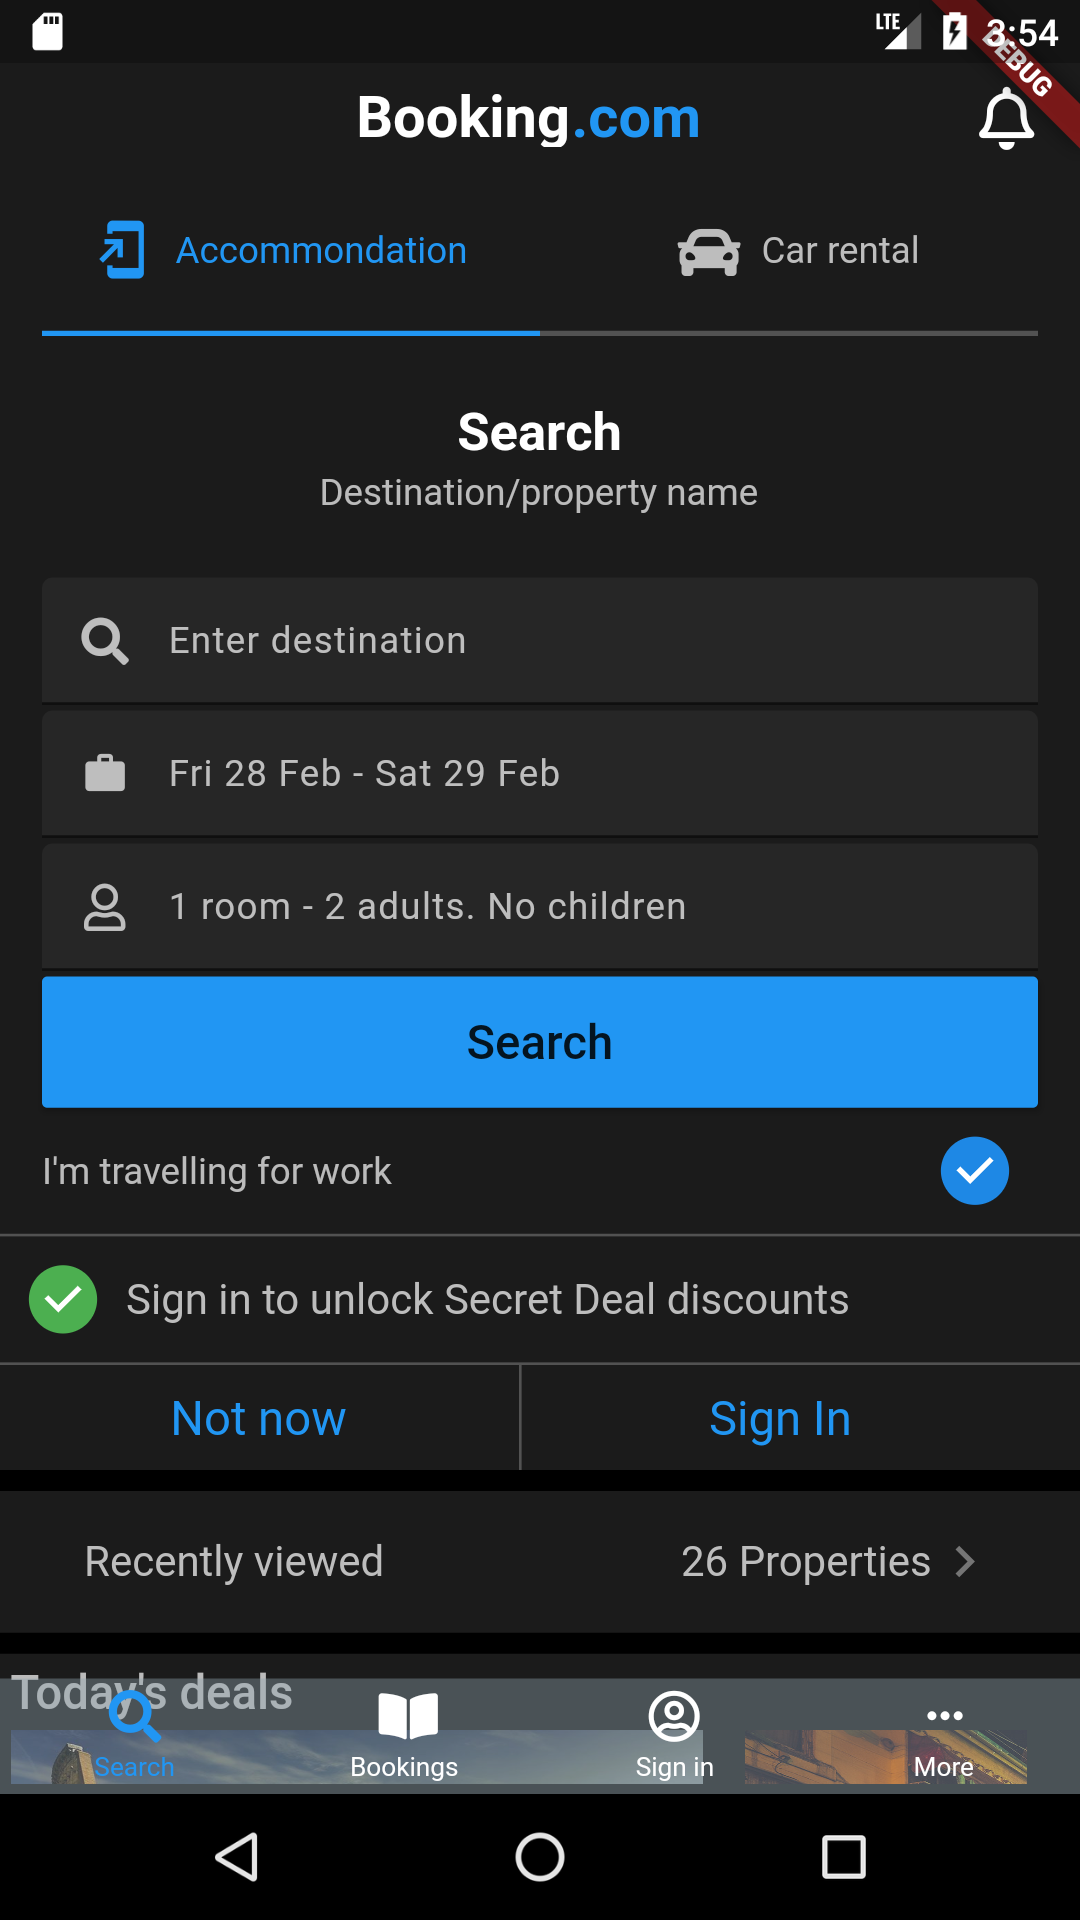 LTE 3:54
DEBUG
Booking.com
Accommondation
Car rental
Search
Destination/property name
Enter destination
Fri 28 Feb - Sat 29 Feb
1 room - 2 adults. No children
Search
I'm travelling for work
Sign in to unlock Secret Deal discounts
Not now
Sign In
Recently viewed
26 Properties
Today's deals
Search
Bookings
Sign in
More